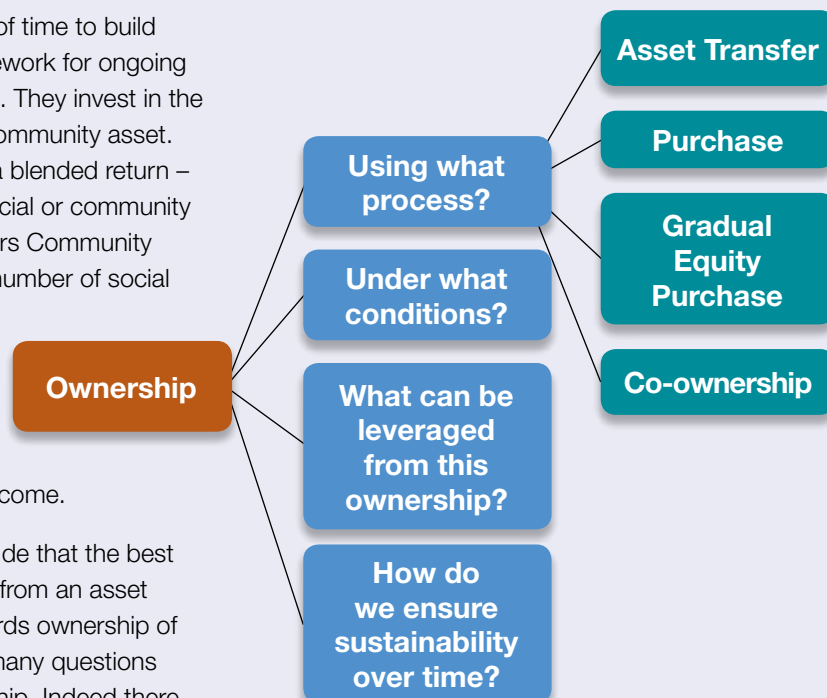 of time to build
ework for ongoing
. They invest in the
ommunity asset.
a blended return –
cial or community
rs Community
number of social
come.
de that the best
from an asset
rds ownership of
many questions
hip. Indeed there
Ownership
Using what
process?
Under what
conditions?
What can be
leveraged
from this
ownership?
How do
we ensure
sustainability
over time?
Asset Transfer
Purchase
Gradual
Equity
Purchase
Co-ownership